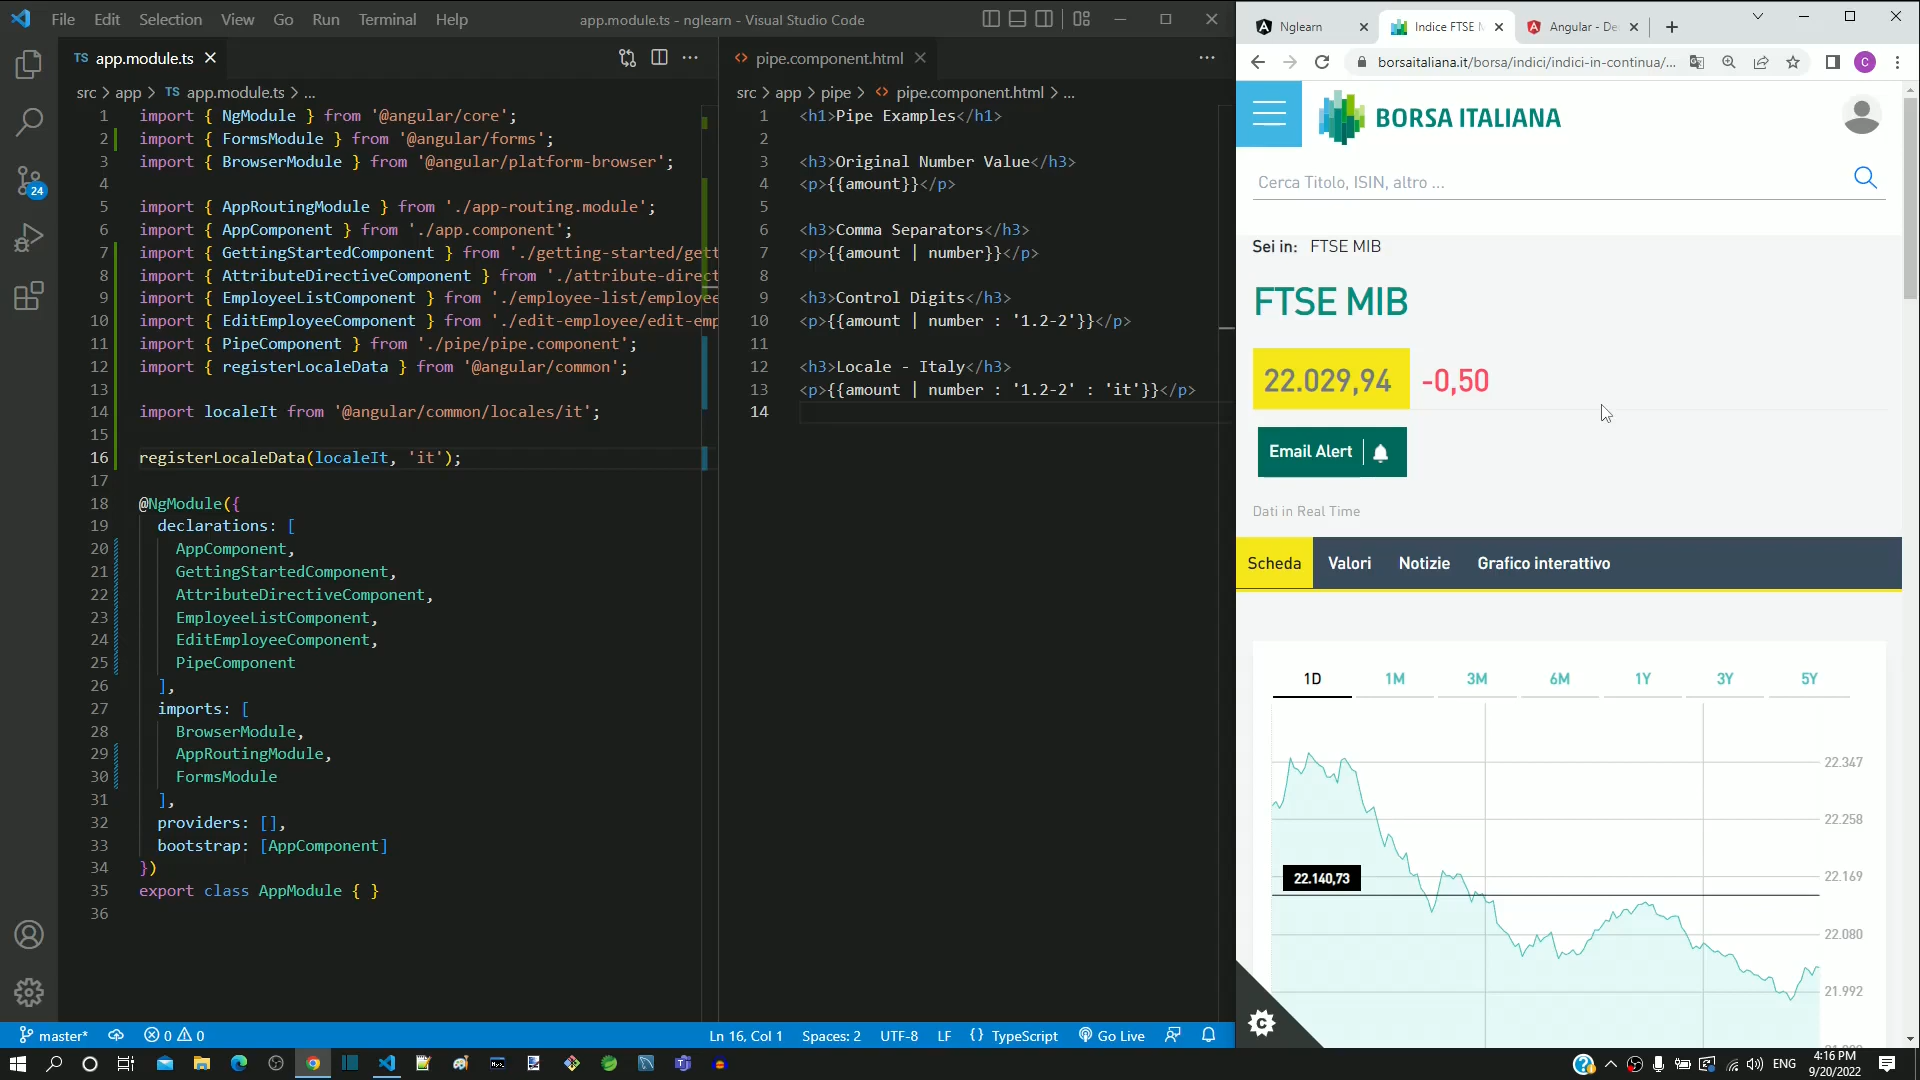 File Edit Selection View Go Run Terminal Help
app.module.ts - nglearn - Visual Studio Code
TS app.module.ts
src > app > TS app.module.ts > ...
1 import { NgModule } from '@angular/core';
2 import { FormsModule } from '@angular/forms';
3 import { BrowserModule } from '@angular/platform-browser';
4
5 import { AppRoutingModule } from './app-routing.module';
6 import { AppComponent } from './app.component';
7 import { GettingStartedComponent } from './getting-started/gett
8 import { AttributeDirectiveComponent } from './attribute-direct
9 import { EmployeeListComponent } from './employee-list/employee
10 import { EditEmployeeComponent } from './edit-employee/edit-emp
11 import { PipeComponent } from './pipe/pipe.component';
12 import { registerLocaleData } from '@angular/common';
13
14 import localeIt from '@angular/common/locales/it';
15
16 registerLocaleData(localeIt, 'it');
17
18 @NgModule({
19 declarations: [
20 AppComponent,
21 GettingStartedComponent,
22 AttributeDirectiveComponent,
23 EmployeeListComponent,
24 EditEmployeeComponent,
25 PipeComponent
26 ],
27 imports: [
28 BrowserModule,
29 AppRoutingModule,
30 FormsModule
31 ],
32 providers: [],
33 bootstrap: [AppComponent]
34 })
35 export class AppModule { }
36
24
pipe.component.html
src > app > pipe > pipe.component.html > ...
1 <h1>Pipe Examples</h1>
2
3 <h3>Original Number Value</h3>
4 <p>{{amount}}</p>
5
6 <h3>Comma Separators</h3>
7 <p>{{amount | number}}</p>
8
9 <h3>Control Digits</h3>
10 <p>{{amount | number : '1.2-2'}}</p>
11
12 <h3>Locale - Italy</h3>
13 <p>{{amount | number : '1.2-2' : 'it'}}</p>
14
master* 0 0 Ln 16, Col 1 Spaces: 2 UTF-8 LF {} TypeScript Go Live
Nglearn Indice FTSE M Angular - De
borsaitaliana.it/borsa/indici/indici-in-continua/... C
BORSA ITALIANA
Cerca Titolo, ISIN, altro ...
Sei in: FTSE MIB
FTSE MIB
22.029,94 -0,50
Email Alert
Dati in Real Time
Scheda Valori Notizie Grafico interattivo
1D 1M 3M 6M 1Y 3Y 5Y
22.347
22.258
22.140,73 22.169
22.080
21.992
ENG 4:16 PM
9/20/2022